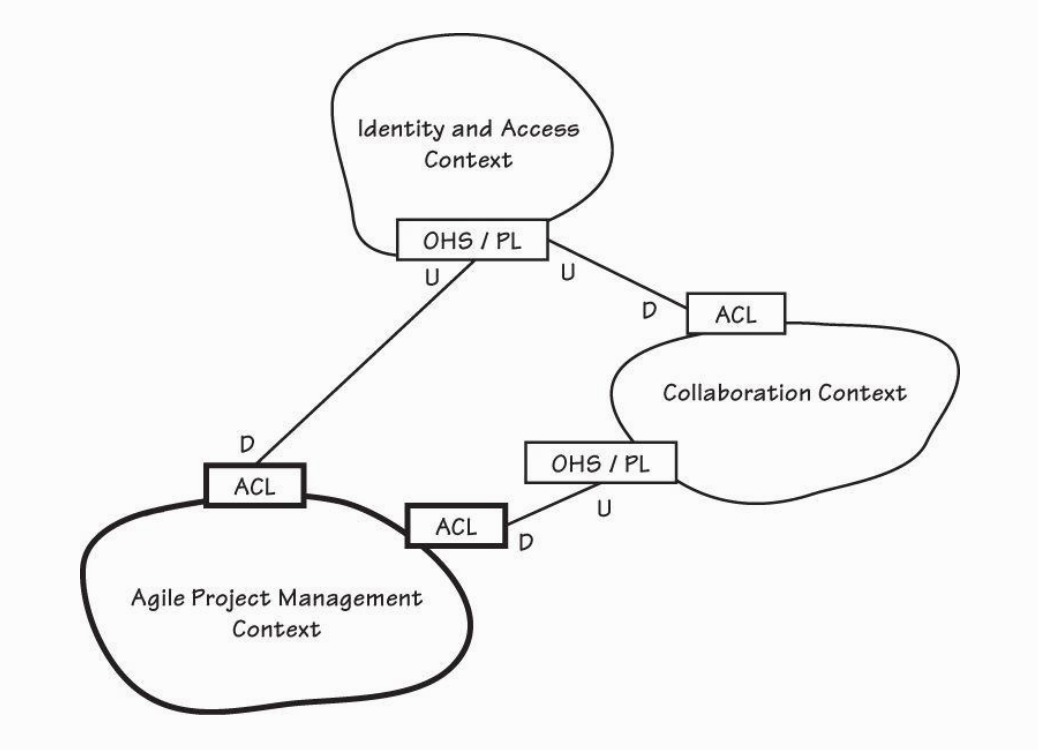 Identity and Access
Context
OHS / PL
U
U
D
ACL
Collaboration Context
D
ACL
OHS / PL
U
ACL
D
Agile Project Management
Context